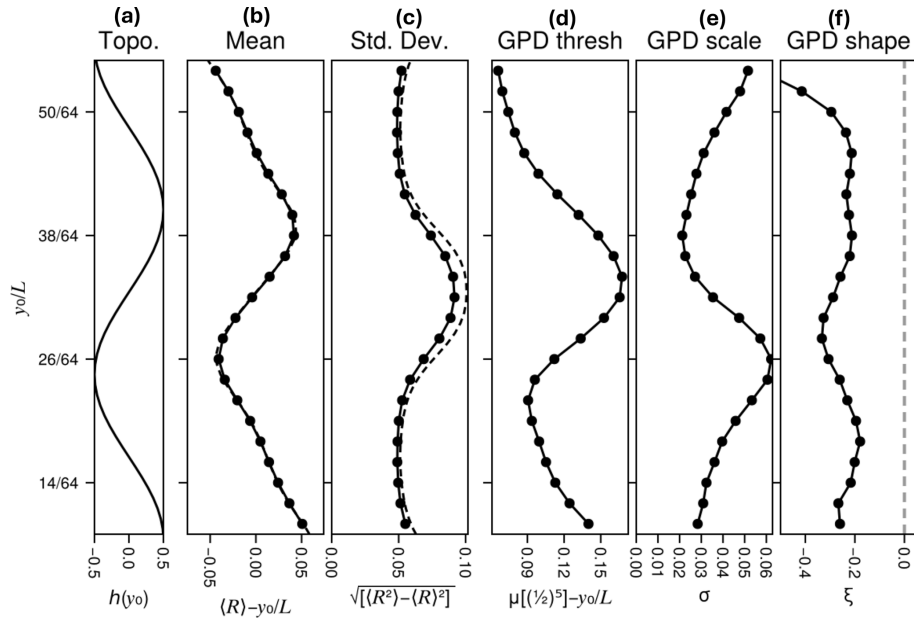 (a) (b) (c) (d) (e) (f)
Topo. Mean Std. Dev. GPD thresh GPD scale GPD shape
50/64
38/64
26/64
14/64
y₀/L
-0.5 0.0 0.5 -0.05 0.00 0.05 0.00 0.05 0.10 0.09 0.12 0.15 0.00 0.01 0.02 0.03 0.04 0.05 0.06 -0.4 -0.2 0.0
h(y₀) ⟨R⟩−y₀/L √[⟨R²⟩−⟨R⟩²] μ[(½)⁵]−y₀/L σ ξ